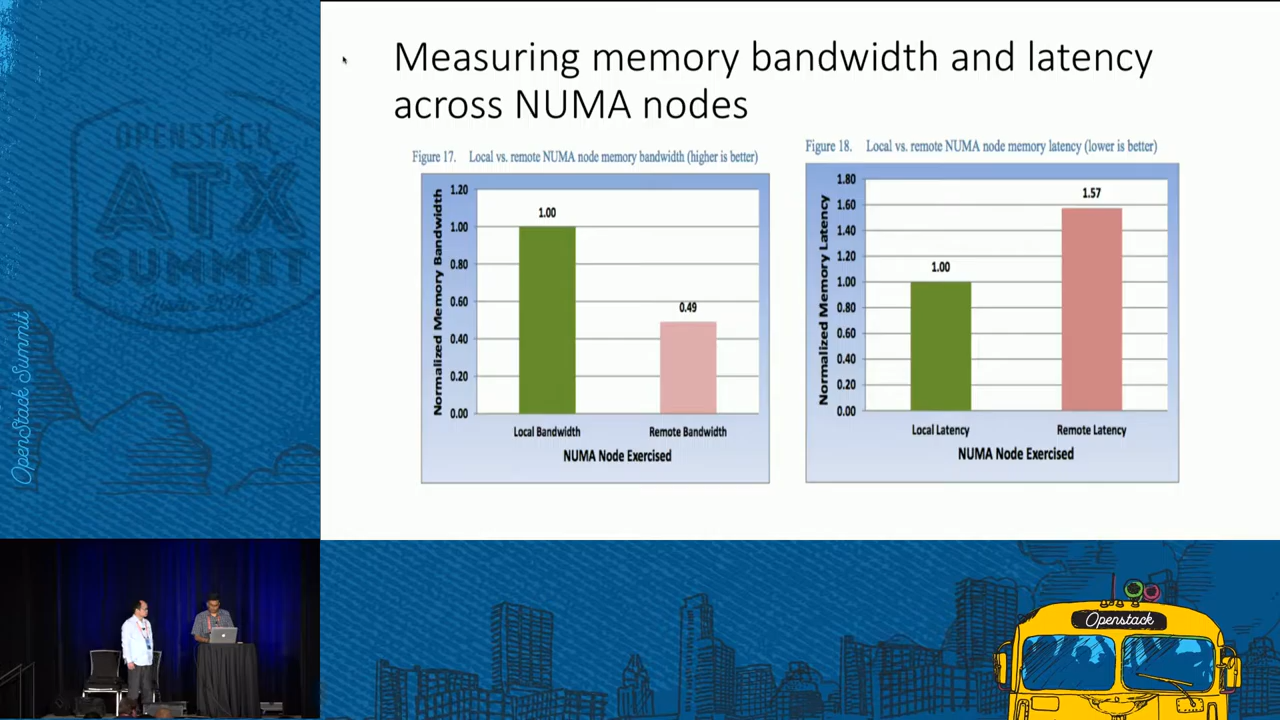 Measuring memory bandwidth and latency
across NUMA nodes
Figure 17. Local vs. remote NUMA node memory bandwidth (higher is better)
Normalized Memory Bandwidth
1.20
1.00
0.80
0.60
0.40
0.20
0.00
1.00
0.49
Local Bandwidth
Remote Bandwidth
NUMA Node Exercised
Figure 18. Local vs. remote NUMA node memory latency (lower is better)
Normalized Memory Latency
1.80
1.60
1.40
1.20
1.00
0.80
0.60
0.40
0.20
0.00
1.00
1.57
Local Latency
Remote Latency
NUMA Node Exercised
OPENSTACK
ATX
SUMMIT
OpenStack Summit
Openstack